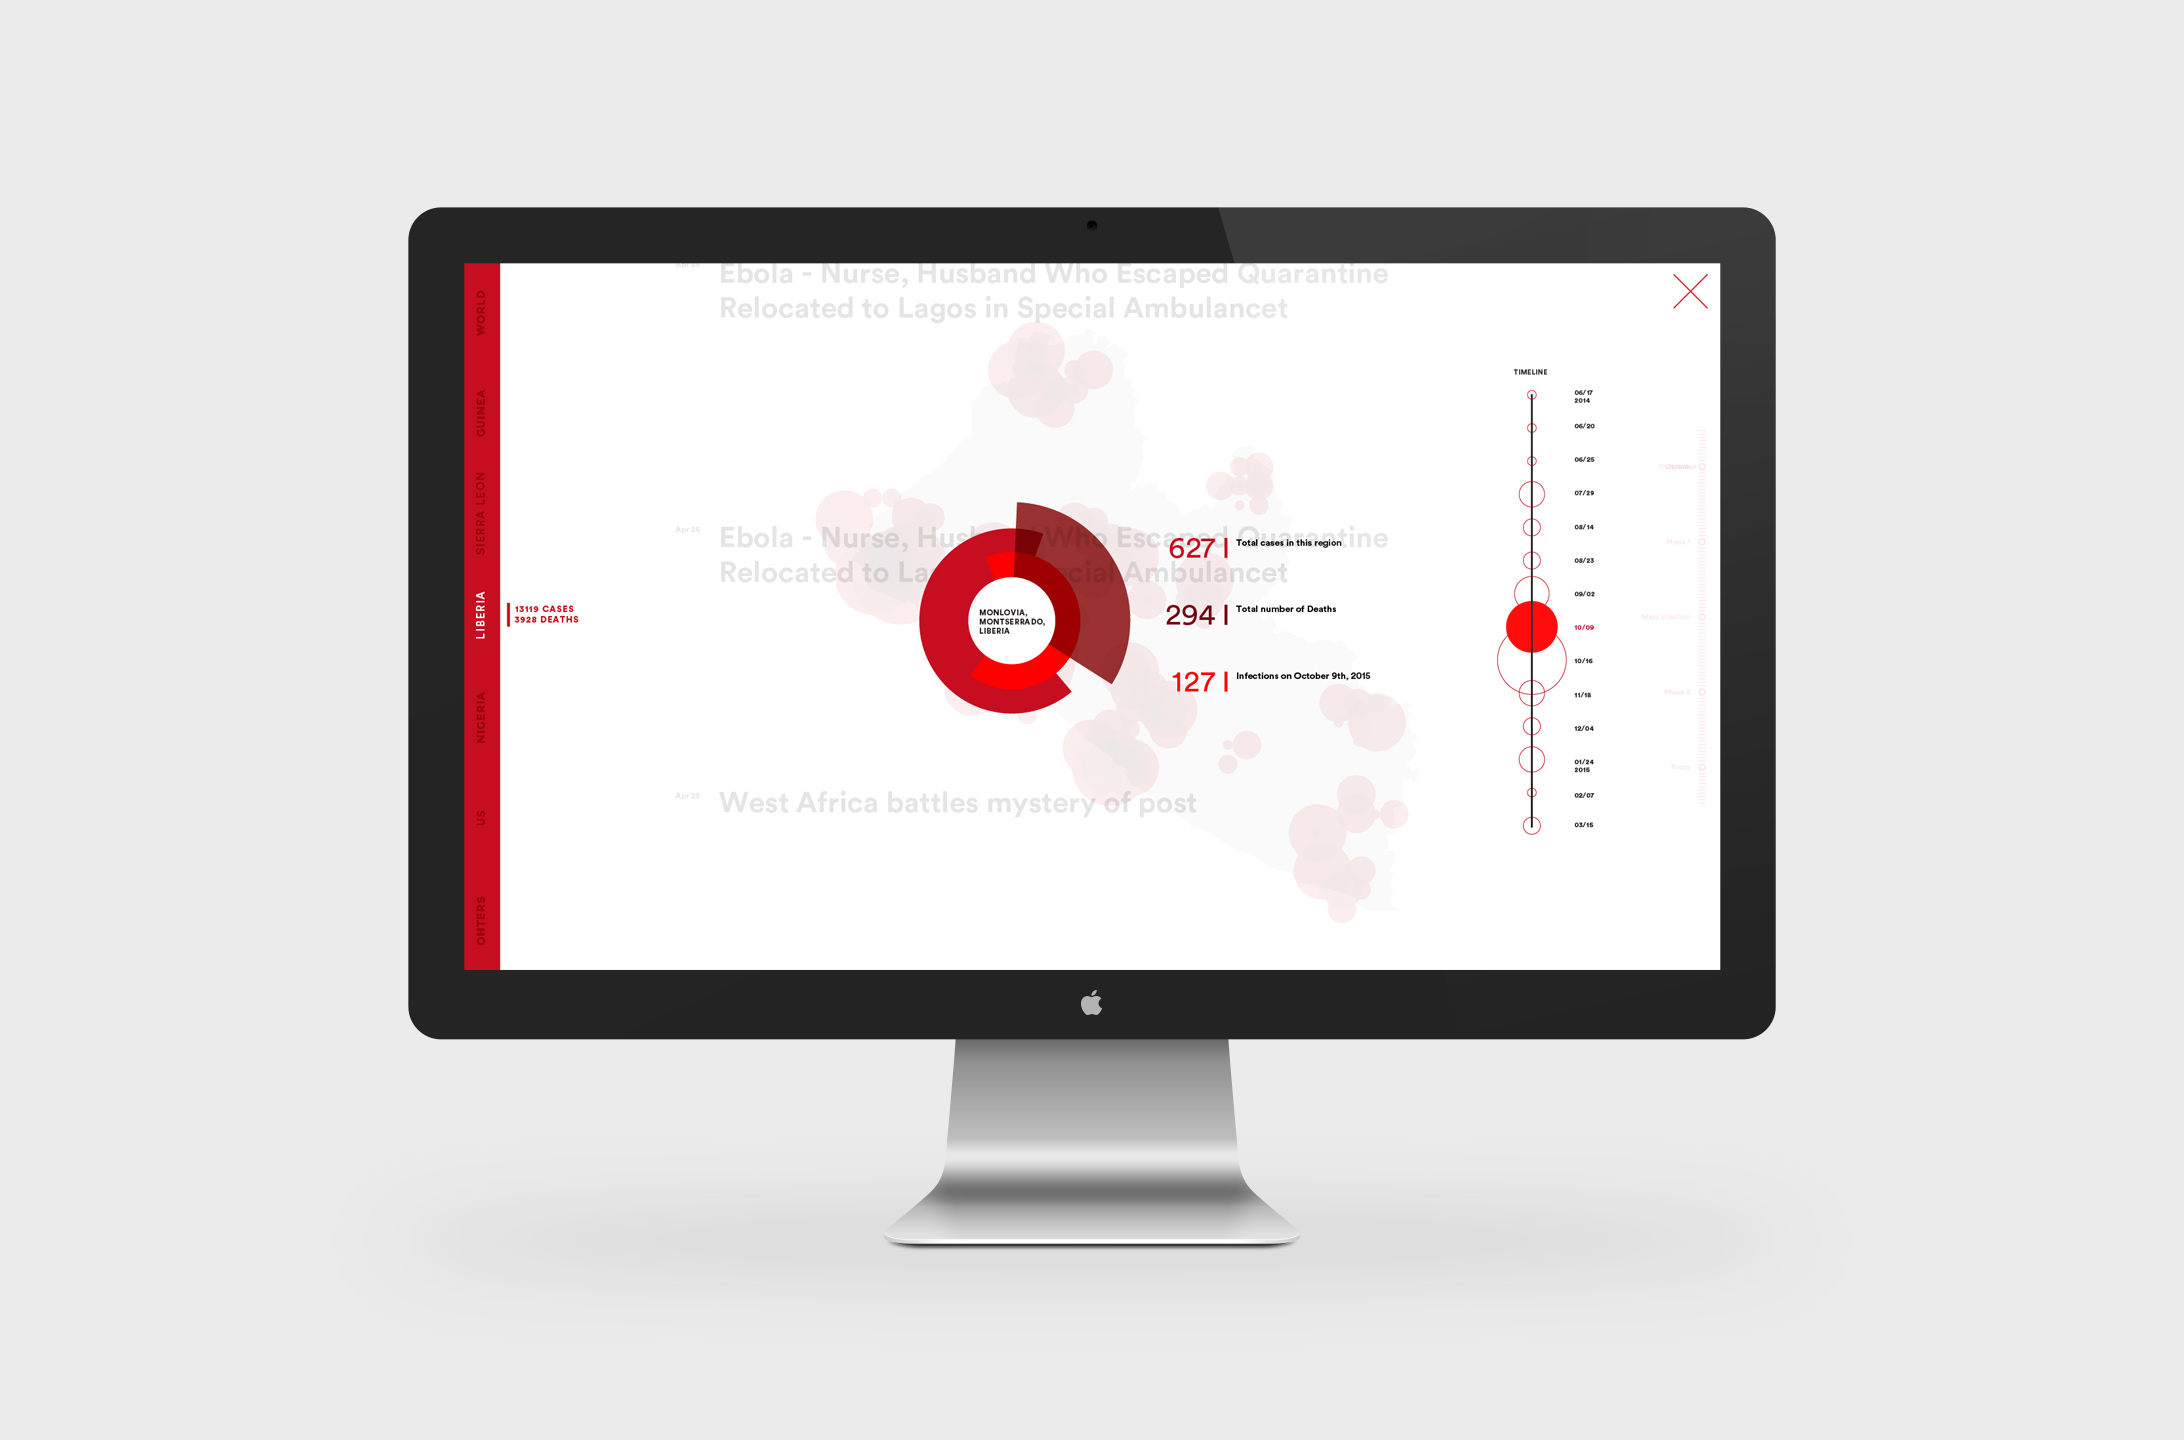 WORLD
GUINEA
SIERRA LEON
LIBERIA
NIGERIA
US
OHTERS
13119 CASES
3928 DEATHS
Apr 25
Ebola - Nurse, Husband Who Escaped Quarantine
Relocated to Lagos in Special Ambulancet
Apr 25
Ebola - Nurse, Husband Who Escaped Quarantine
Relocated to La cial Ambulancet
Apr 25
West Africa battles mystery of post
MONLOVIA,
MONTSERRADO,
LIBERIA
627 | Total cases in this region
294 | Total number of Deaths
127 | Infections on October 9th, 2015
TIMELINE
06/17
2014
06/20
06/25
07/29
08/14
08/23
09/02
10/09
10/16
11/18
12/04
01/24
2015
02/07
03/15
Phase 1
Mass Infection
Phase 2
Today